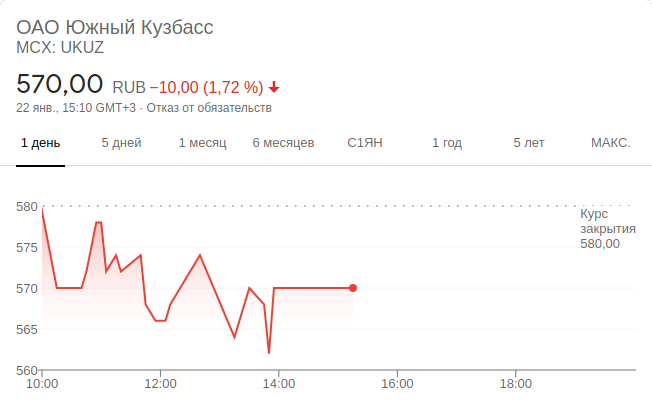 ОАО Южный Кузбасс
MCX: UKUZ
570,00 RUB −10,00 (1,72 %)
22 янв., 15:10 GMT+3 · Отказ от обязательств
1 день 5 дней 1 месяц 6 месяцев С1ЯН 1 год 5 лет МАКС.
580
Курс
закрытия
580,00
575
570
565
560
10:00 12:00 14:00 16:00 18:00